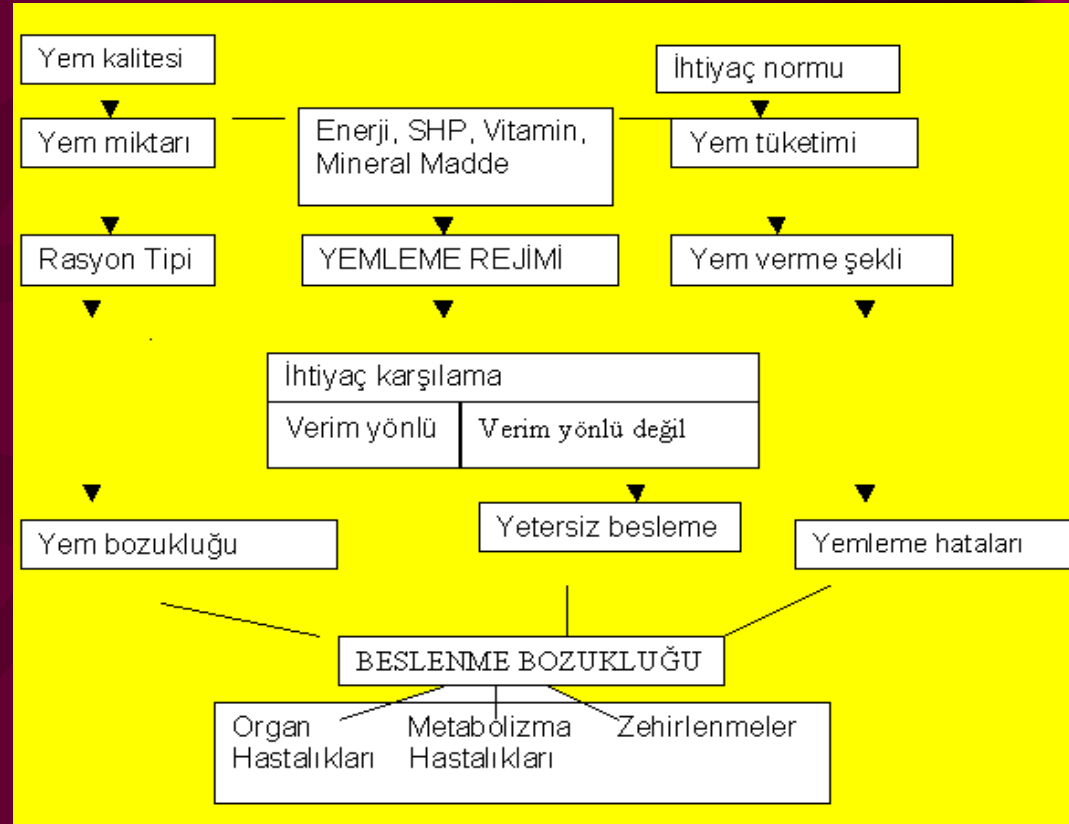 Yem kalitesi
İhtiyaç normu
Yem miktarı
Enerji, SHP, Vitamin,
Mineral Madde
Yem tüketimi
Rasyon Tipi
YEMLEME REJİMİ
Yem verme şekli
İhtiyaç karşılama
Verim yönlü
Verim yönlü değil
Yem bozukluğu
Yetersiz besleme
Yemleme hataları
BESLENME BOZUKLUĞU
Organ
Hastalıkları
Metabolizma
Hastalıkları
Zehirlenmeler